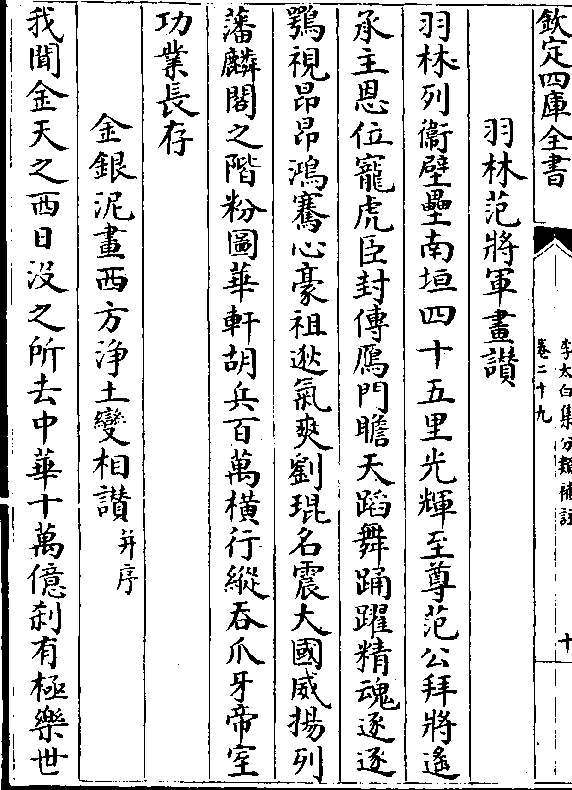 欽定四庫全書
李太白集分類補註
卷二十九
十
羽林范將軍畫讃
羽林列衞壁壘南垣四十五里光輝至尊范公拜將遙
承主恩位寵虎臣封傳鴈門瞻天蹈舞踊躍精魂逐逐
鶚視昂昂鴻騫心豪祖逖氣爽劉琨名震大國威揚列
藩麟閣之階粉圖華軒胡兵百萬横行縱吞爪牙帝室
功業長存
金銀泥畫西方淨土變相讃并序
我聞金天之西日没之所去中華十萬億刹有極樂世